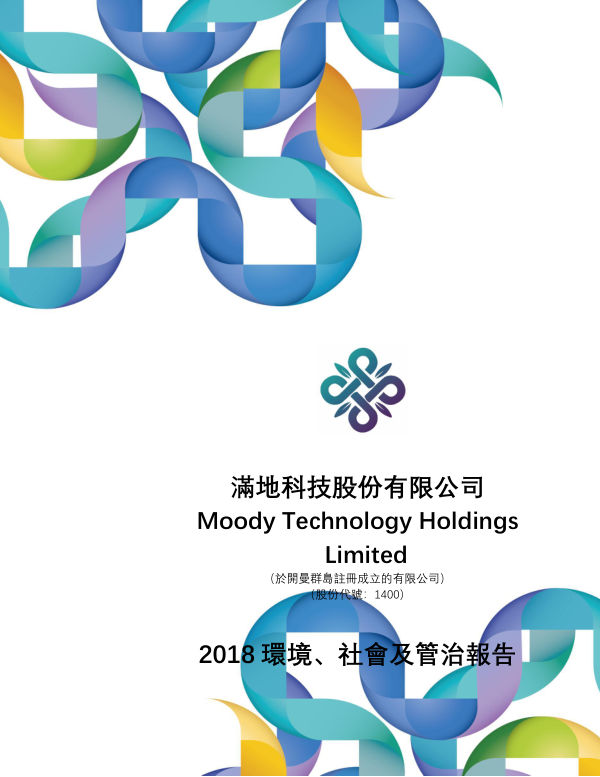 滿地科技股份有限公司
Moody Technology Holdings
Limited
（於開曼群島註冊成立的有限公司）
（股份代號：1400）
2018 環境、社會及管治報告